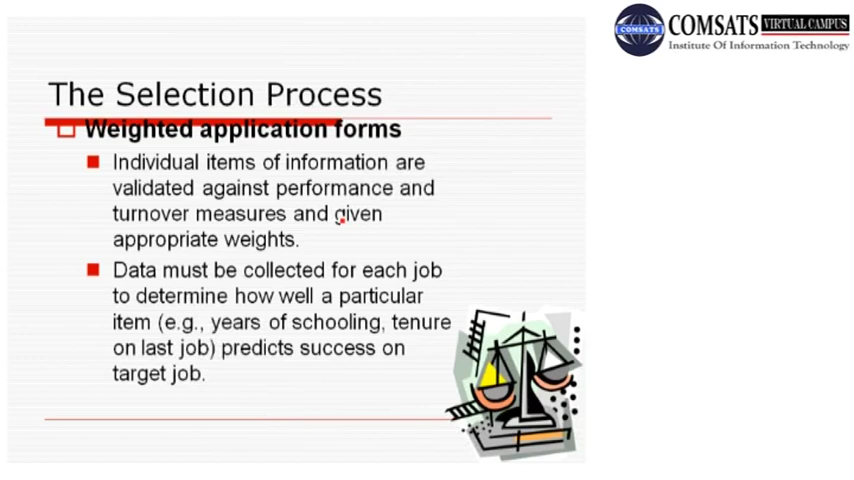 COMSATS VIRTUAL CAMPUS
Institute Of Information Technology
COMSATS
The Selection Process
Weighted application forms
Individual items of information are
validated against performance and
turnover measures and given
appropriate weights.
Data must be collected for each job
to determine how well a particular
item (e.g., years of schooling, tenure
on last job) predicts success on
target job.